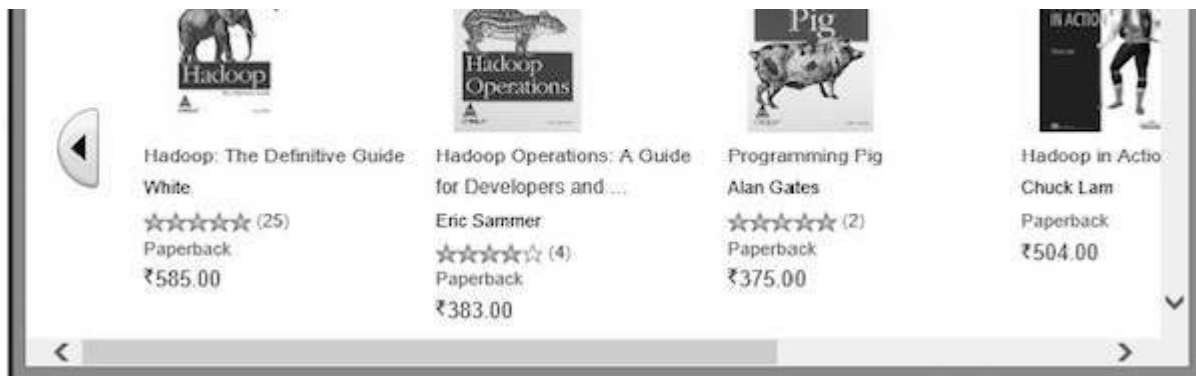 Hadoop
Hadoop
Operations
Pig
IN ACTION
Hadoop: The Definitive Guide
White
(25)
Paperback
₹585.00
Hadoop Operations: A Guide
for Developers and ...
Eric Sammer
(4)
Paperback
₹383.00
Programming Pig
Alan Gates
(2)
Paperback
₹375.00
Hadoop in Actio
Chuck Lam
Paperback
₹504.00